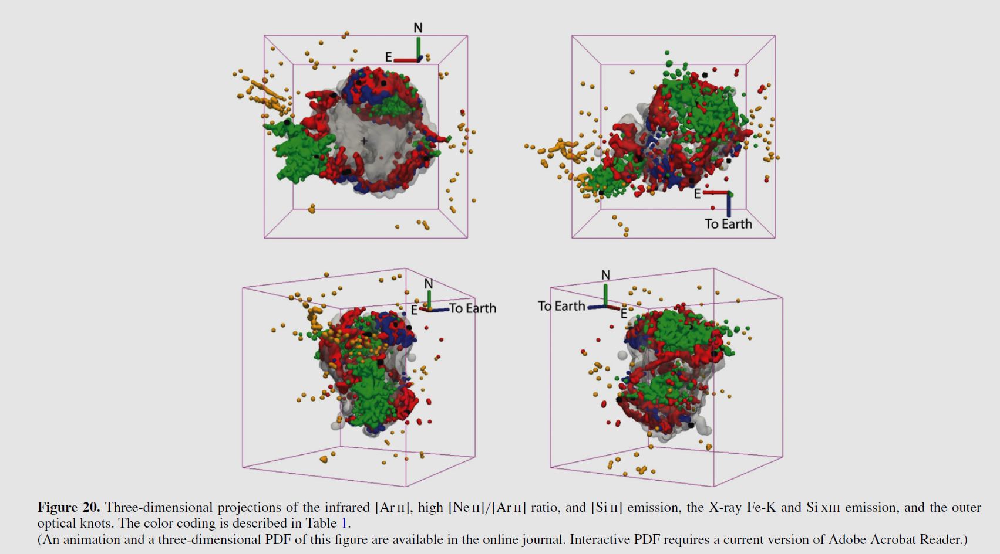 N
E
E
To Earth
N
E
To Earth
N
To Earth
E
Figure 20. Three-dimensional projections of the infrared [Ar II], high [Ne II]/[Ar II] ratio, and [Si II] emission, the X-ray Fe-K and Si XIII emission, and the outer
optical knots. The color coding is described in Table 1.
(An animation and a three-dimensional PDF of this figure are available in the online journal. Interactive PDF requires a current version of Adobe Acrobat Reader.)